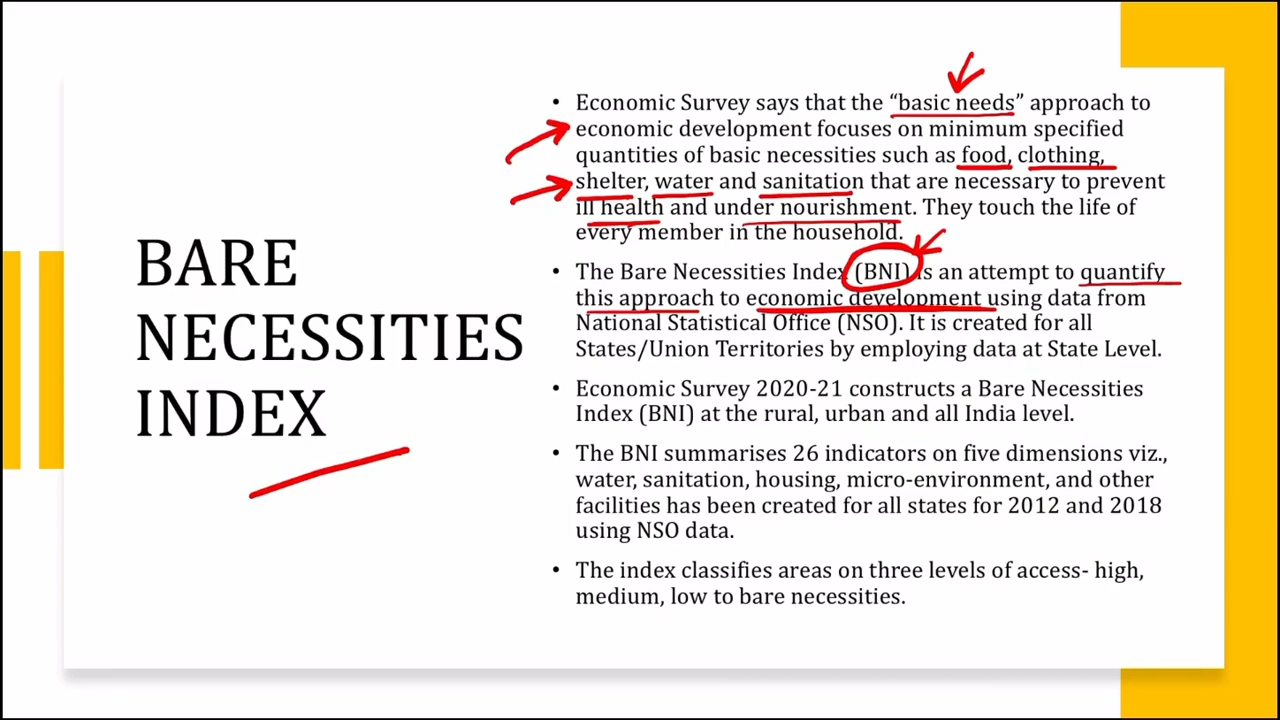 BARE
NECESSITIES
INDEX
• Economic Survey says that the “basic needs” approach to
economic development focuses on minimum specified
quantities of basic necessities such as food, clothing,
shelter, water and sanitation that are necessary to prevent
ill health and under nourishment. They touch the life of
every member in the household.
• The Bare Necessities Index (BNI) is an attempt to quantify
this approach to economic development using data from
National Statistical Office (NSO). It is created for all
States/Union Territories by employing data at State Level.
• Economic Survey 2020-21 constructs a Bare Necessities
Index (BNI) at the rural, urban and all India level.
• The BNI summarises 26 indicators on five dimensions viz.,
water, sanitation, housing, micro-environment, and other
facilities has been created for all states for 2012 and 2018
using NSO data.
• The index classifies areas on three levels of access- high,
medium, low to bare necessities.